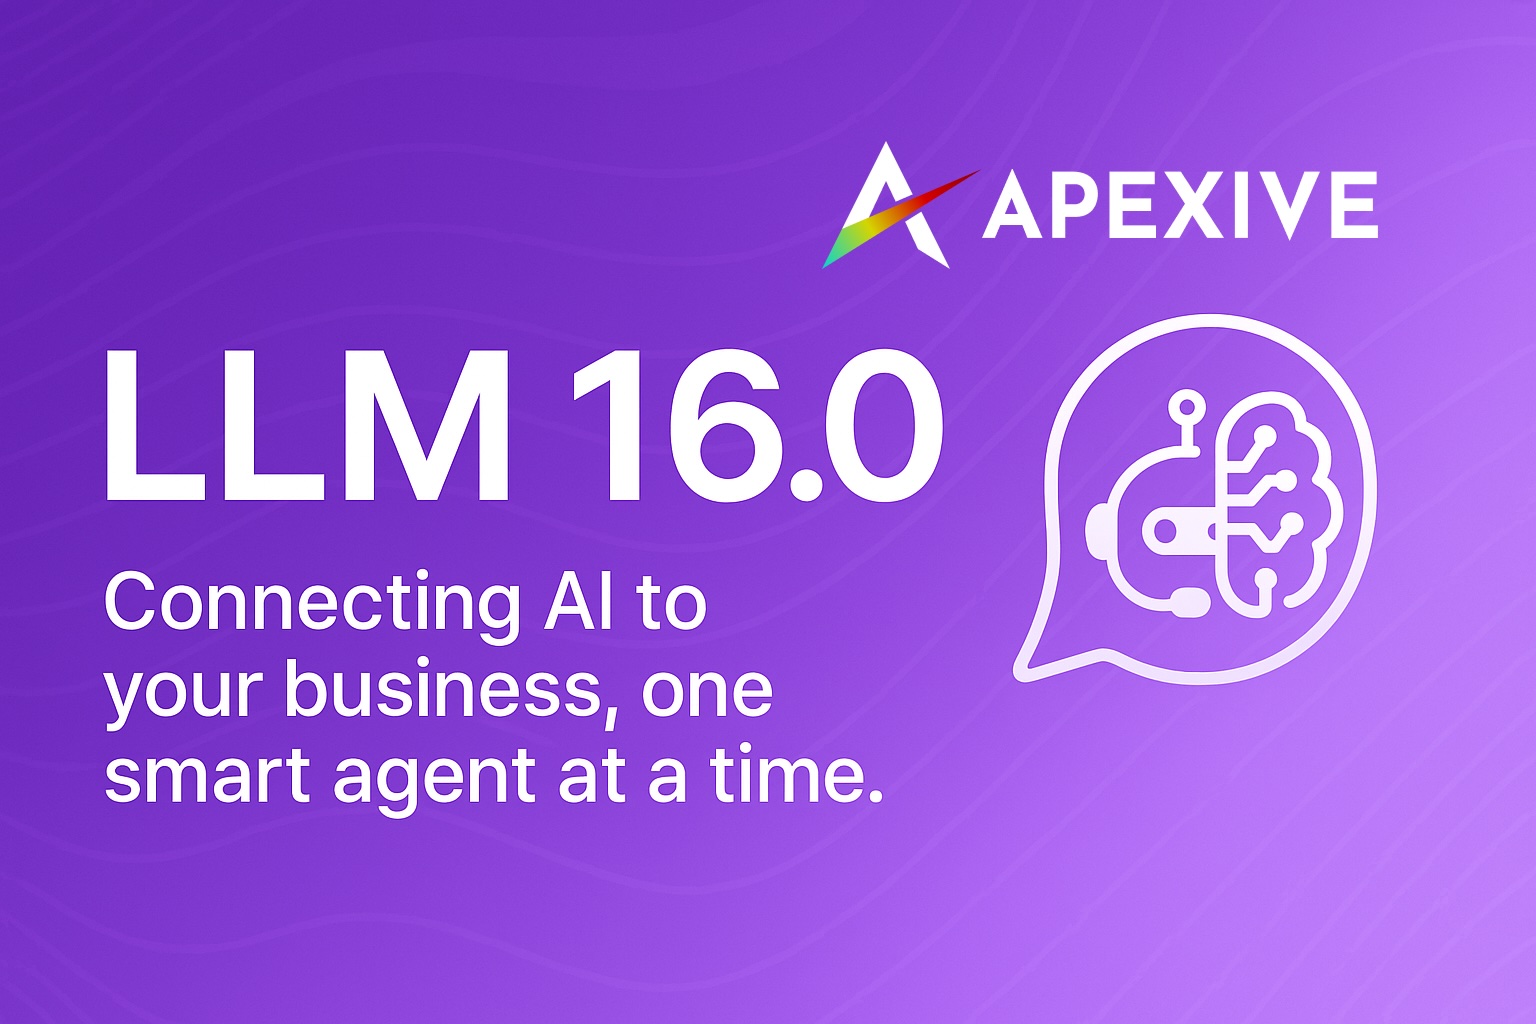 APEXIVE
LLM 16.0
Connecting AI to
your business, one
smart agent at a time.